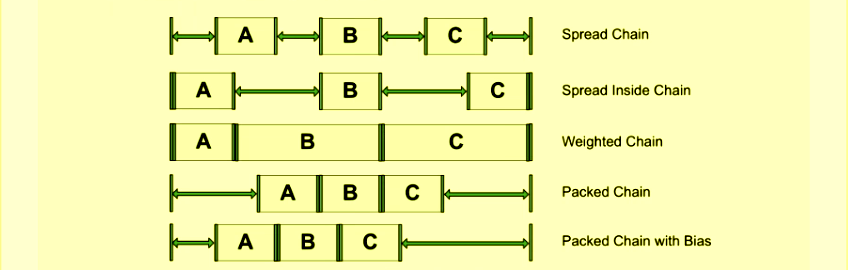 A B C Spread Chain
A B C Spread Inside Chain
A B C Weighted Chain
A B C Packed Chain
A B C Packed Chain with Bias